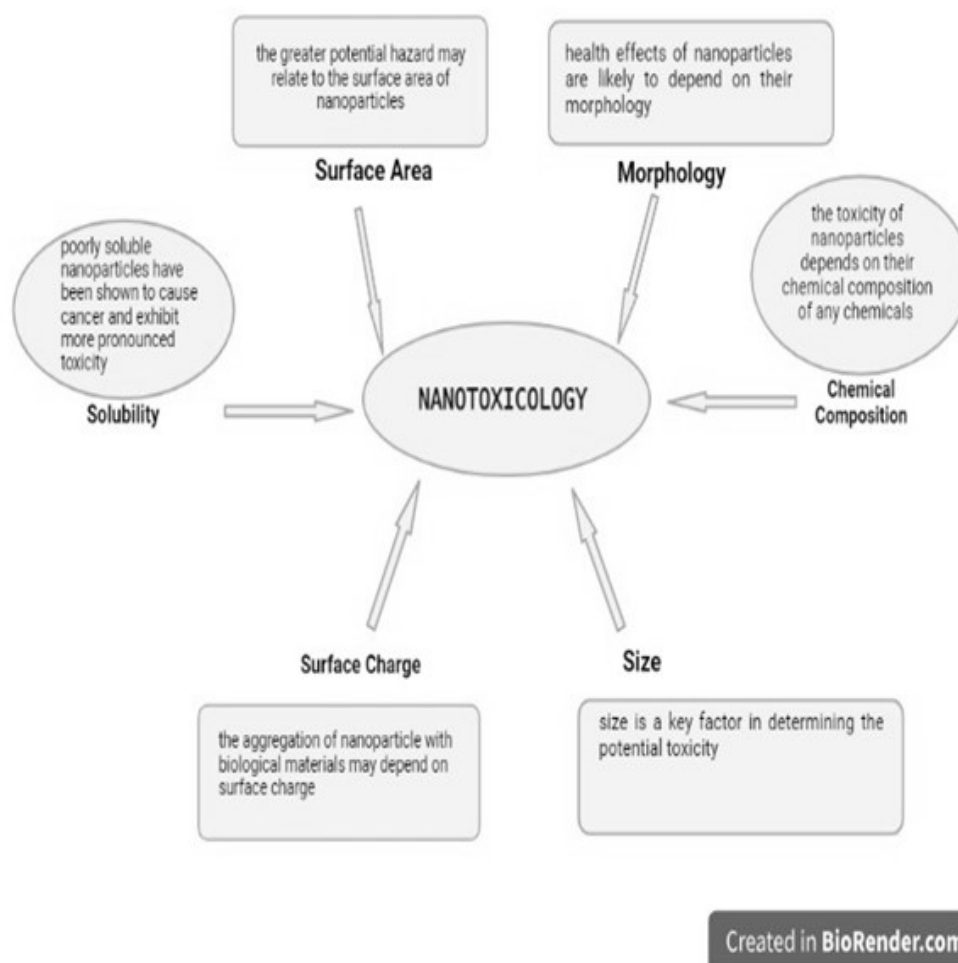 the greater potential hazard may
relate to the surface area of
nanoparticles
Surface Area
health effects of nanoparticles
are likely to depend on their
morphology
Morphology
poorly soluble
nanoparticles have
been shown to cause
cancer and exhibit
more pronounced
toxicity
Solubility
the toxicity of
nanoparticles
depends on their
chemical composition
of any chemicals
Chemical
Composition
NANOTOXICOLOGY
Surface Charge
the aggregation of nanoparticle with
biological materials may depend on
surface charge
Size
size is a key factor in determining the
potential toxicity
Created in BioRender.com